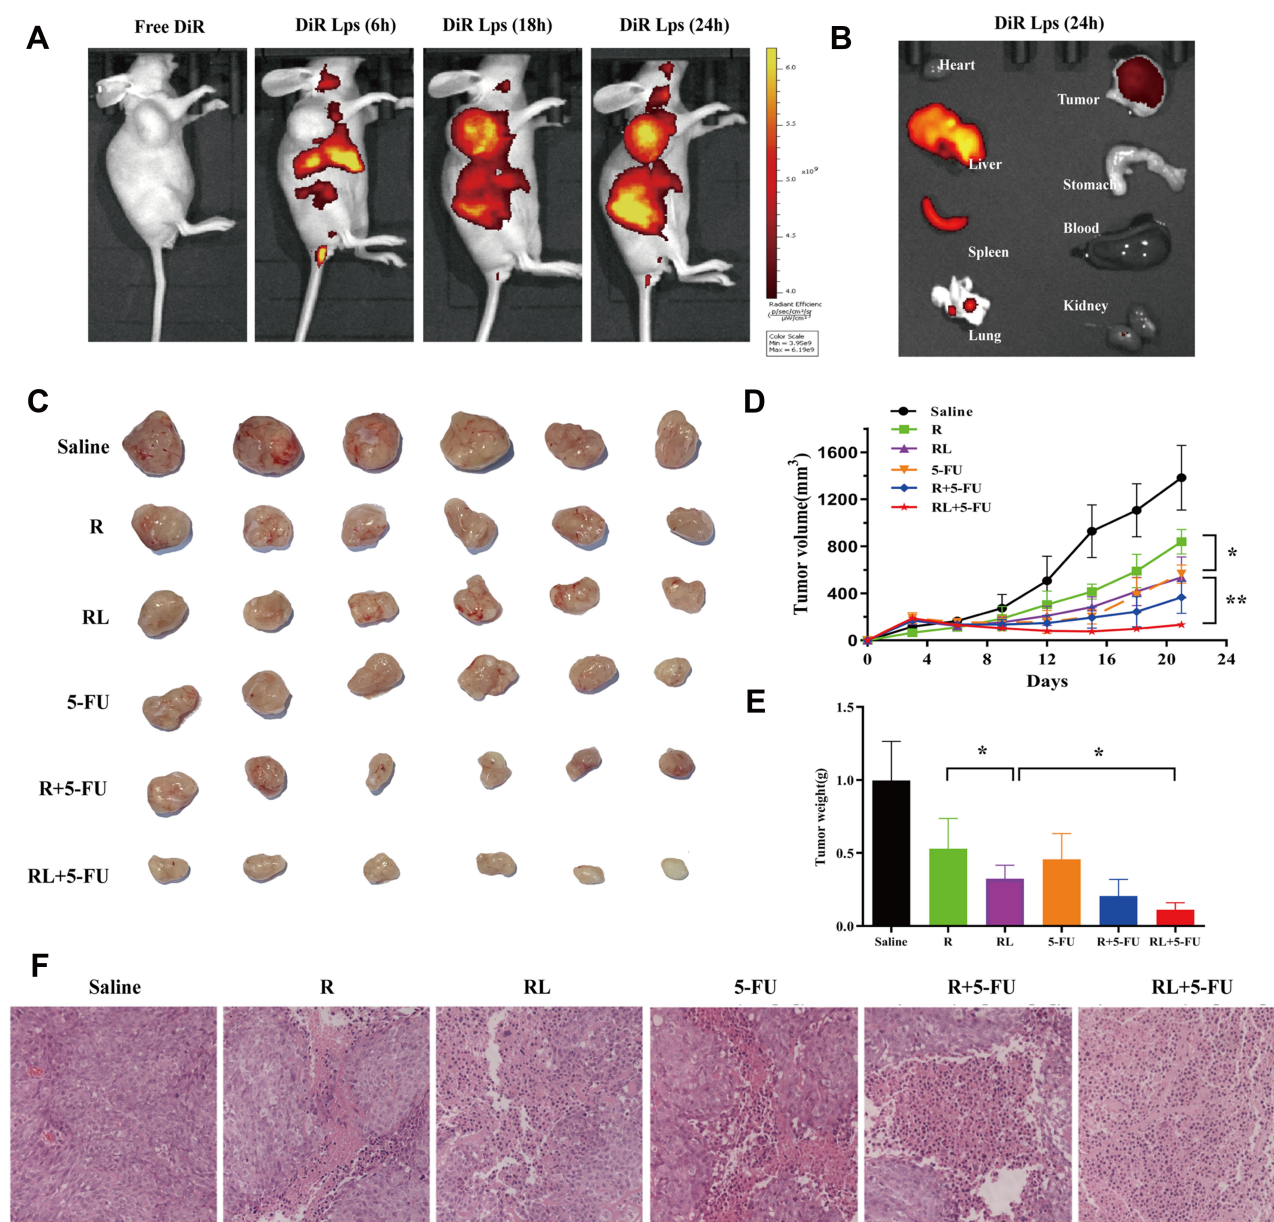 A
Free DiR
DiR Lps (6h)
DiR Lps (18h)
DiR Lps (24h)
6.0
5.5
5.0
x10⁹
4.5
4.0
Radiant Efficienc
(p/sec/cm²/sr
µW/cm²)
Color Scale
Min = 3.95e9
Max = 6.19e9
B
DiR Lps (24h)
Heart
Tumor
Liver
Stomach
Blood
Spleen
Kidney
Lung
C
Saline
R
RL
5-FU
R+5-FU
RL+5-FU
D
Saline
R
RL
5-FU
R+5-FU
RL+5-FU
Tumor volume(mm³)
1600
1200
800
400
0
0 4 8 12 16 20 24
Days
*
**
E
Tumor weight(g)
1.5
1.0
0.5
0.0
*
*
Saline R RL 5-FU R+5-FU RL+5-FU
F
Saline
R
RL
5-FU
R+5-FU
RL+5-FU